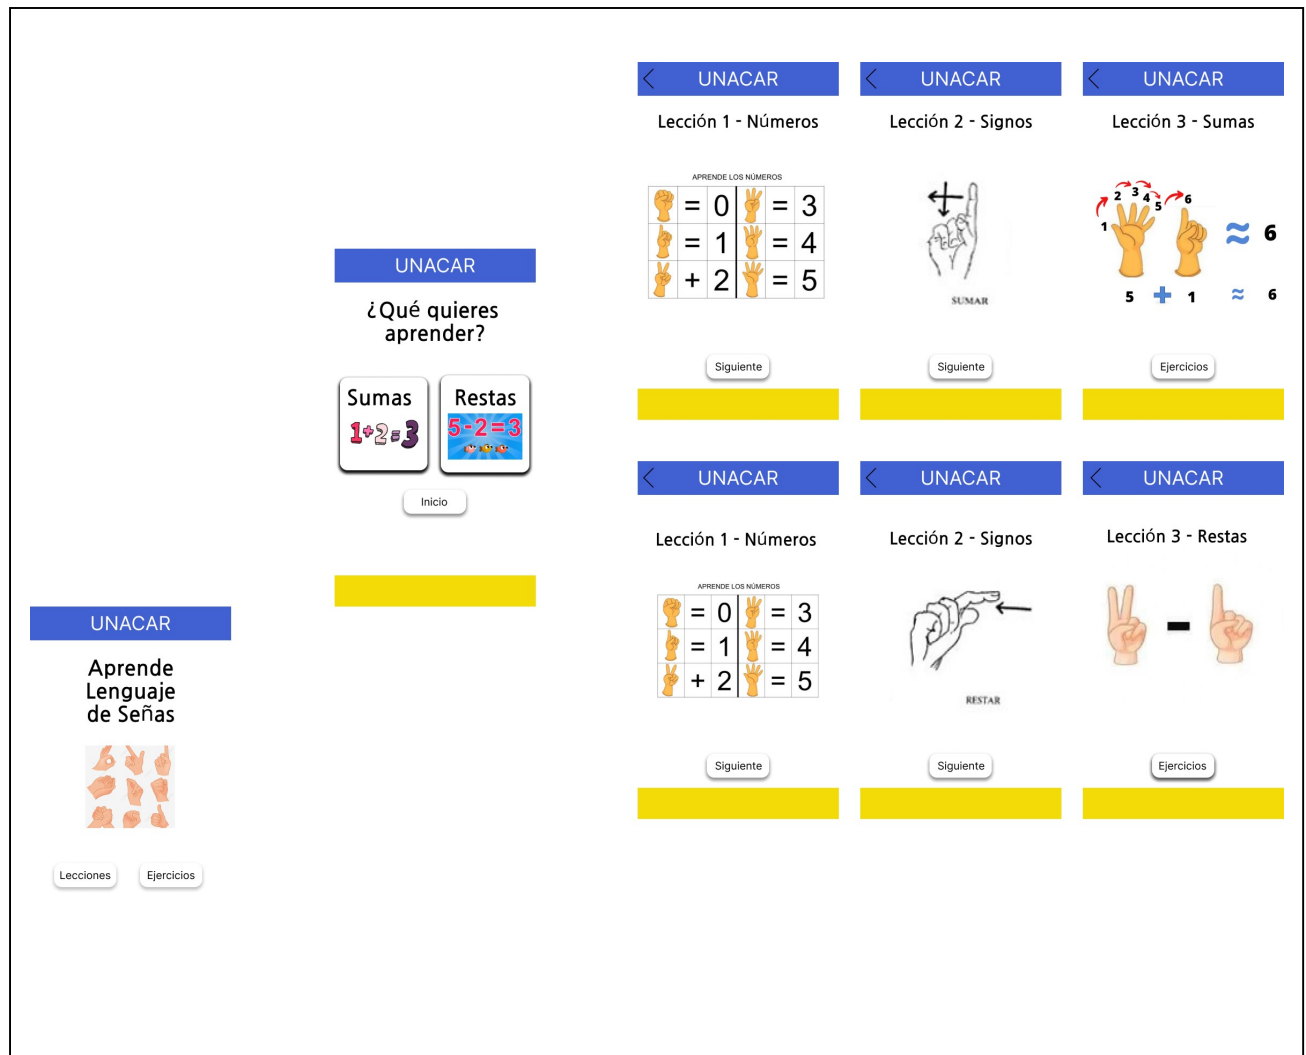 UNACAR
Aprende
Lenguaje
de Señas
Lecciones
Ejercicios
UNACAR
¿Qué quieres
aprender?
Sumas
1+2=3
Restas
5-2=3
Inicio
UNACAR
Lección 1 - Números
APRENDE LOS NÚMEROS
= 0 = 3
= 1 = 4
+ 2 = 5
Siguiente
UNACAR
Lección 2 - Signos
SUMAR
Siguiente
UNACAR
Lección 3 - Sumas
1 2 3 4 5 6
≈ 6
5 + 1 ≈ 6
Ejercicios
UNACAR
Lección 1 - Números
APRENDE LOS NÚMEROS
= 0 = 3
= 1 = 4
+ 2 = 5
Siguiente
UNACAR
Lección 2 - Signos
RESTAR
Siguiente
UNACAR
Lección 3 - Restas
-
Ejercicios